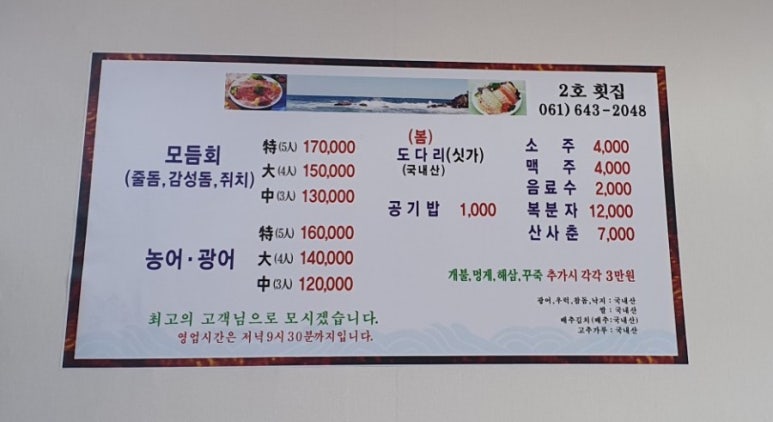 2호 횟집
061) 643-2048
모듬회
(줄돔,감성돔,쥐치)
特(5人) 170,000
大(4人) 150,000
中(3人) 130,000
농어·광어
特(5人) 160,000
大(4人) 140,000
中(3人) 120,000
(봄)
도다리(싯가)
(국내산)
공기밥 1,000
소주 4,000
맥주 4,000
음료수 2,000
복분자 12,000
산사춘 7,000
개불,멍게,해삼,꾸죽 추가시 각각 3만원
광어,우럭,참돔,낙지 : 국내산
쌀 : 국내산
배추김치(배추:국내산)
고추가루 : 국내산
최고의 고객님으로 모시겠습니다.
영업시간은 저녁9시30분까지입니다.